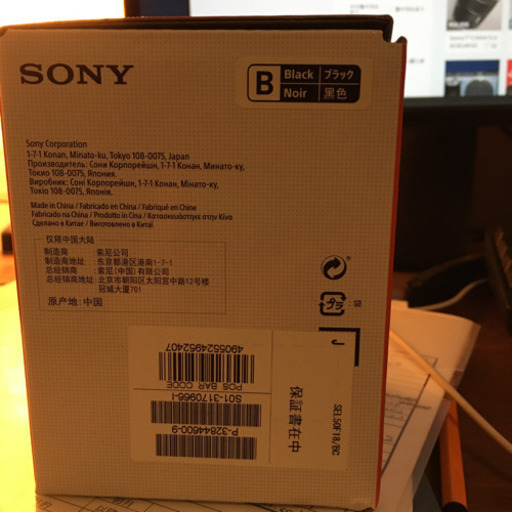 SONY
B
Black ブラック
Noir 黒色
Sony Corporation
1-7-1 Konan, Minato-ku, Tokyo 108-0075, Japan
Производитель: Сони Корпорейшн, 1-7-1 Конан, Минато-ку,
Токио 108-0075, Япония.
Виробник: Соні Корпорейшн, 1-7-1 Конан, Мінато-ку,
Токіо 108-0075, Японія.
Made in China / Fabricado en China / Fabriqué en Chine
Fabricado na China / Prodotto in Cina / Κατασκευάστηκε στην Κίνα
Сделано в Китае / Виготовлено в Китаї
仅限中国大陆
制造商 :索尼公司
制造商地址 :东京都港区港南1-7-1
总经销商 :索尼(中国)有限公司
总经销商地址:北京市朝阳区太阳宫中路12号楼
冠城大厦701
原产地:中国
プラ
:袋
J
4905524952407
POS BAR CODE
S01-3170966-I
P-32844600-9
保証書在中
SEL50F18/BC